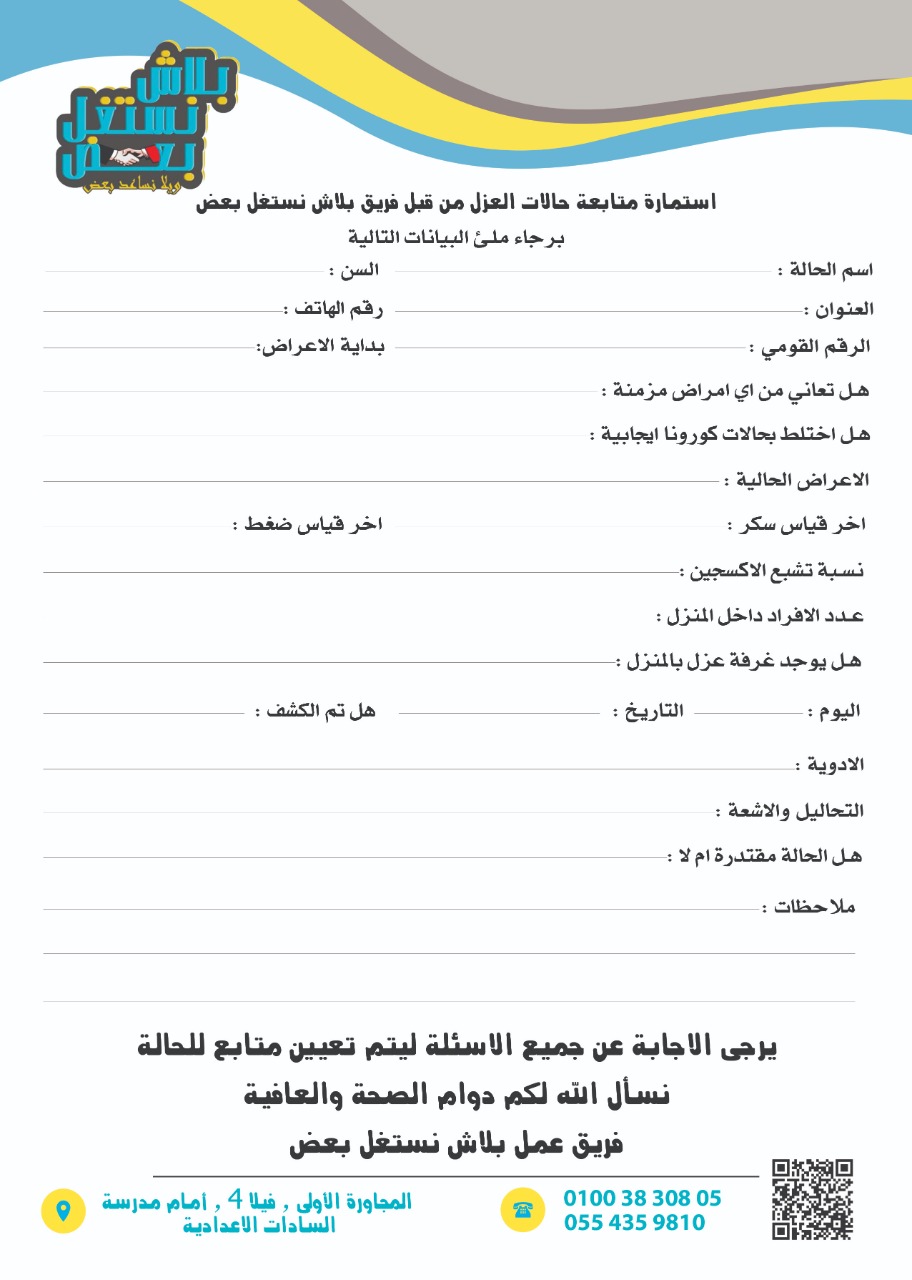 بلاش
نستغل
بعض
ويلا نساعد بعض
استمارة متابعة حالات العزل من قبل فريق بلاش نستغل بعض
برجاء ملئ البيانات التالية
اسم الحالة : السن :
العنوان : رقم الهاتف :
الرقم القومي : بداية الاعراض:
هل تعاني من اي امراض مزمنة :
هل اختلط بحالات كورونا ايجابية :
الاعراض الحالية :
اخر قياس سكر : اخر قياس ضغط :
نسبة تشبع الاكسجين :
عدد الافراد داخل المنزل :
هل يوجد غرفة عزل بالمنزل :
اليوم : التاريخ : هل تم الكشف :
الادوية :
التحاليل والاشعة :
هل الحالة مقتدرة ام لا :
ملاحظات :
يرجى الاجابة عن جميع الاسئلة ليتم تعيين متابع للحالة
نسأل الله لكم دوام الصحة والعافية
فريق عمل بلاش نستغل بعض
0100 38 308 05
055 435 9810
المجاورة الأولى , فيلا 4 , أمام مدرسة
السادات الاعدادية